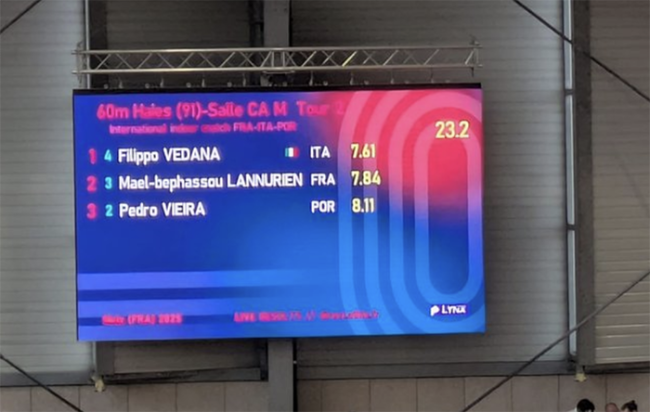 60m Haies (91)-Salle CA M Tour 2
International indoor match FRA-ITA-POR
23.2
1 4 Filippo VEDANA ITA 7.61
2 3 Mael-bephassou LANNURIEN FRA 7.84
3 2 Pedro VIEIRA POR 8.11
(FRA) 2025
LYNX